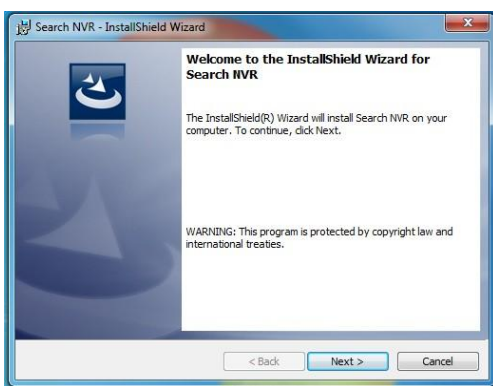 Search NVR - InstallShield Wizard
Welcome to the InstallShield Wizard for
Search NVR
The InstallShield(R) Wizard will install Search NVR on your
computer. To continue, click Next.
WARNING: This program is protected by copyright law and
international treaties.
< Back
Next >
Cancel